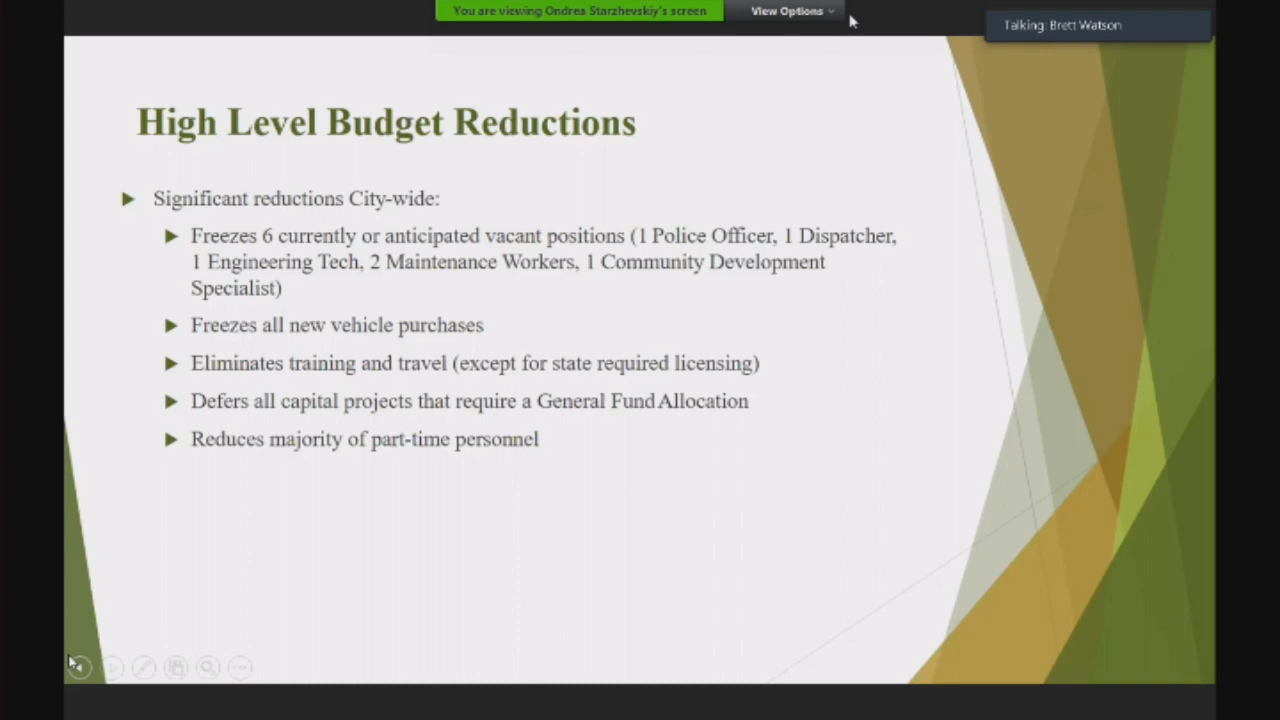 You are viewing Ondrea Starzhevskiy's screen
View Options
Talking: Brett Watson
High Level Budget Reductions
Significant reductions City-wide:
Freezes 6 currently or anticipated vacant positions (1 Police Officer, 1 Dispatcher,
1 Engineering Tech, 2 Maintenance Workers, 1 Community Development
Specialist)
Freezes all new vehicle purchases
Eliminates training and travel (except for state required licensing)
Defers all capital projects that require a General Fund Allocation
Reduces majority of part-time personnel